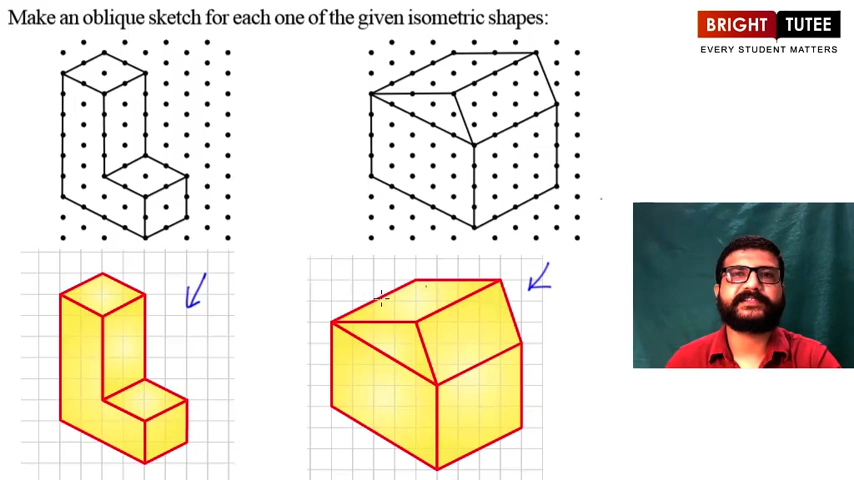 Make an oblique sketch for each one of the given isometric shapes:
BRIGHT TUTEE
EVERY STUDENT MATTERS